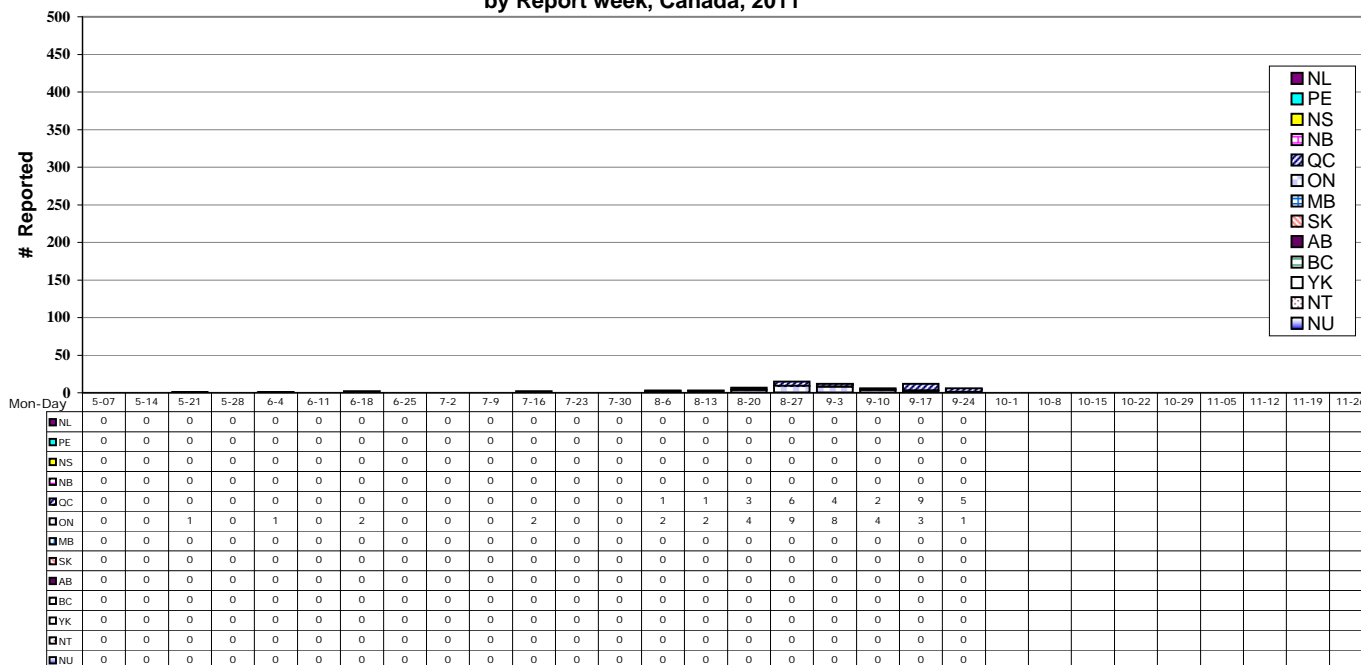 by Report week, Canada, 2011
500
450
400
350
300
250
200
150
100
50
0
# Reported
NL
PE
NS
NB
QC
ON
MB
SK
AB
BC
YK
NT
NU
Mon-Day 5-07 5-14 5-21 5-28 6-4 6-11 6-18 6-25 7-2 7-9 7-16 7-23 7-30 8-6 8-13 8-20 8-27 9-3 9-10 9-17 9-24 10-1 10-8 10-15 10-22 10-29 11-05 11-12 11-19 11-26
NL 0 0 0 0 0 0 0 0 0 0 0 0 0 0 0 0 0 0 0 0 0
PE 0 0 0 0 0 0 0 0 0 0 0 0 0 0 0 0 0 0 0 0 0
NS 0 0 0 0 0 0 0 0 0 0 0 0 0 0 0 0 0 0 0 0 0
NB 0 0 0 0 0 0 0 0 0 0 0 0 0 0 0 0 0 0 0 0 0
QC 0 0 0 0 0 0 0 0 0 0 0 0 0 1 1 3 6 4 2 9 5
ON 0 0 1 0 1 0 2 0 0 0 2 0 0 2 2 4 9 8 4 3 1
MB 0 0 0 0 0 0 0 0 0 0 0 0 0 0 0 0 0 0 0 0 0
SK 0 0 0 0 0 0 0 0 0 0 0 0 0 0 0 0 0 0 0 0 0
AB 0 0 0 0 0 0 0 0 0 0 0 0 0 0 0 0 0 0 0 0 0
BC 0 0 0 0 0 0 0 0 0 0 0 0 0 0 0 0 0 0 0 0 0
YK 0 0 0 0 0 0 0 0 0 0 0 0 0 0 0 0 0 0 0 0 0
NT 0 0 0 0 0 0 0 0 0 0 0 0 0 0 0 0 0 0 0 0 0
NU 0 0 0 0 0 0 0 0 0 0 0 0 0 0 0 0 0 0 0 0 0